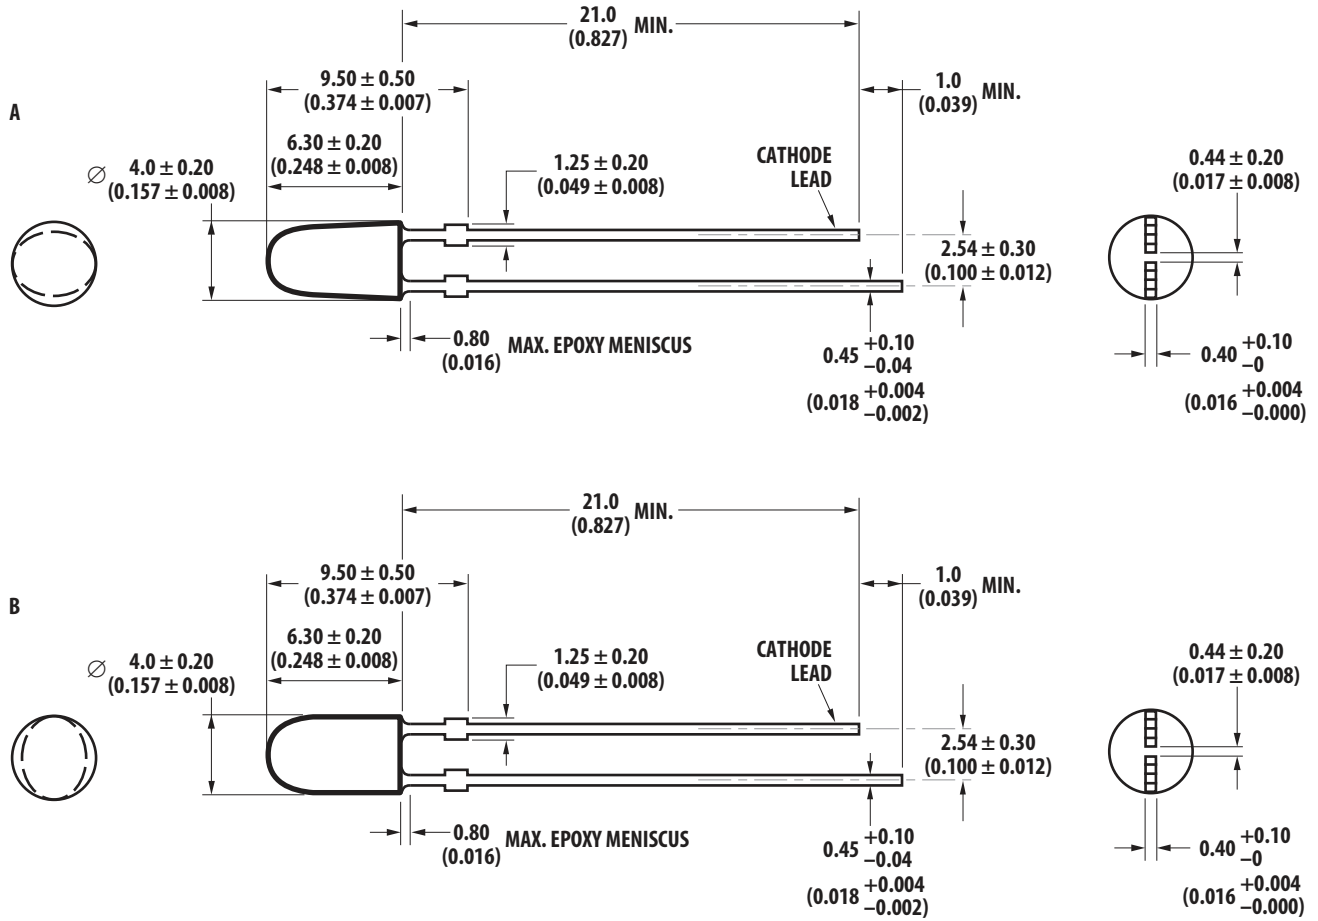 A
21.0
(0.827) MIN.
9.50 ± 0.50
(0.374 ± 0.007)
1.0
(0.039) MIN.
6.30 ± 0.20
(0.248 ± 0.008)
∅ 4.0 ± 0.20
(0.157 ± 0.008)
1.25 ± 0.20
(0.049 ± 0.008)
CATHODE
LEAD
0.44 ± 0.20
(0.017 ± 0.008)
2.54 ± 0.30
(0.100 ± 0.012)
0.80
(0.016) MAX. EPOXY MENISCUS
0.45 +0.10
−0.04
(0.018 +0.004
−0.002)
0.40 +0.10
−0
(0.016 +0.004
−0.000)
B
21.0
(0.827) MIN.
9.50 ± 0.50
(0.374 ± 0.007)
1.0
(0.039) MIN.
6.30 ± 0.20
(0.248 ± 0.008)
∅ 4.0 ± 0.20
(0.157 ± 0.008)
1.25 ± 0.20
(0.049 ± 0.008)
CATHODE
LEAD
0.44 ± 0.20
(0.017 ± 0.008)
2.54 ± 0.30
(0.100 ± 0.012)
0.80
(0.016) MAX. EPOXY MENISCUS
0.45 +0.10
−0.04
(0.018 +0.004
−0.002)
0.40 +0.10
−0
(0.016 +0.004
−0.000)